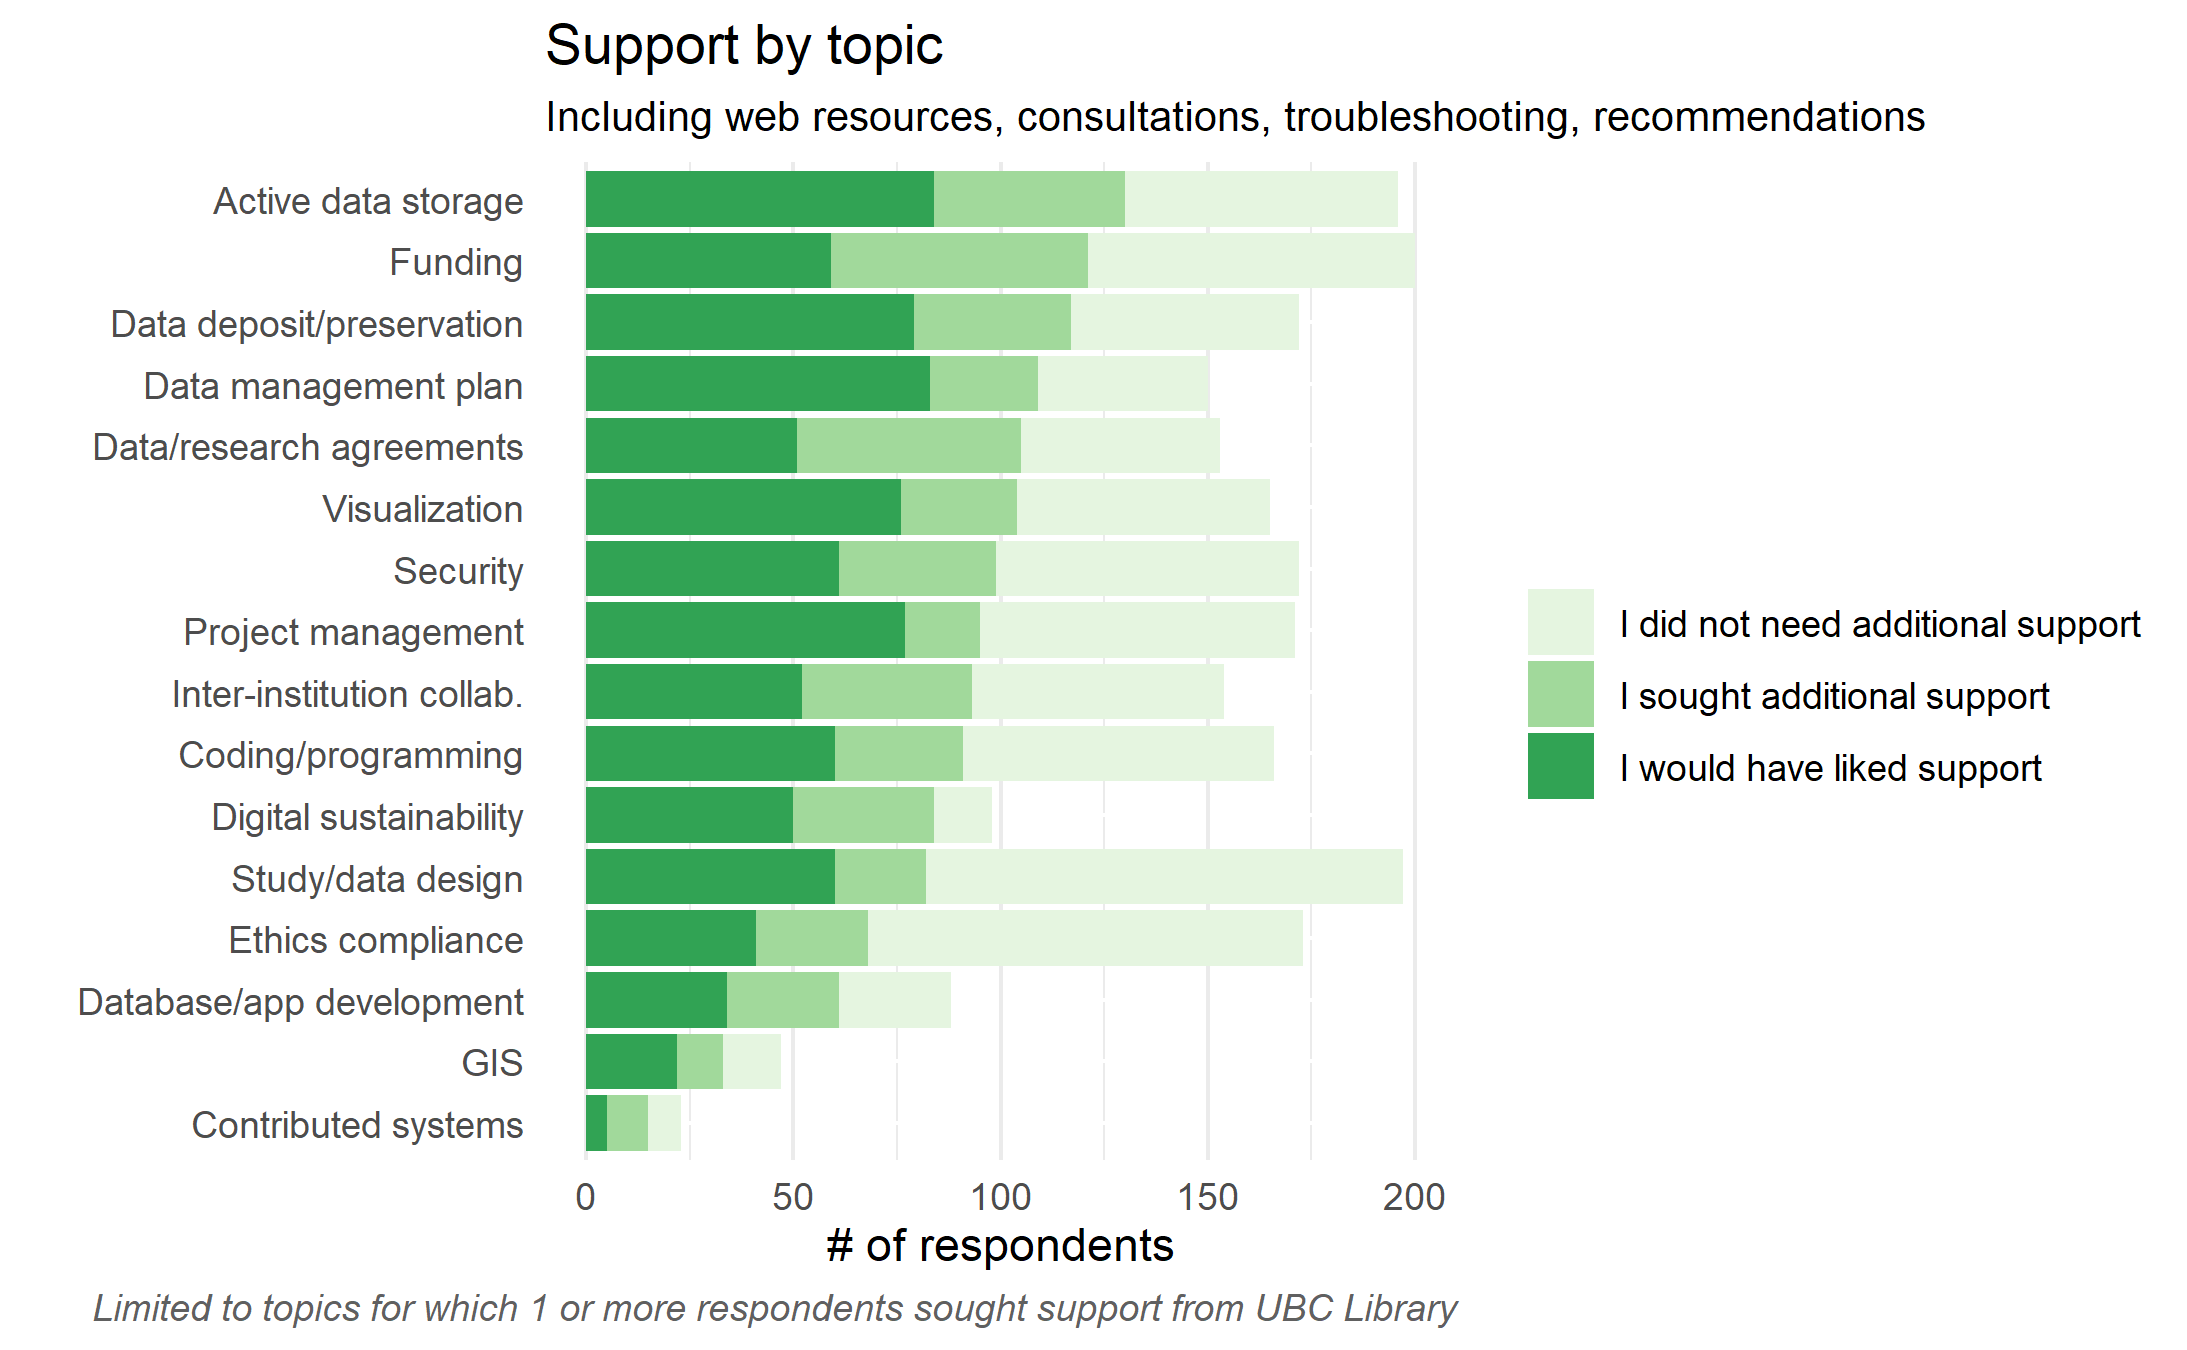 Support by topic
Including web resources, consultations, troubleshooting, recommendations
Active data storage
Funding
Data deposit/preservation
Data management plan
Data/research agreements
Visualization
Security
Project management
Inter-institution collab.
Coding/programming
Digital sustainability
Study/data design
Ethics compliance
Database/app development
GIS
Contributed systems
I did not need additional support
I sought additional support
I would have liked support
0 50 100 150 200
# of respondents
Limited to topics for which 1 or more respondents sought support from UBC Library